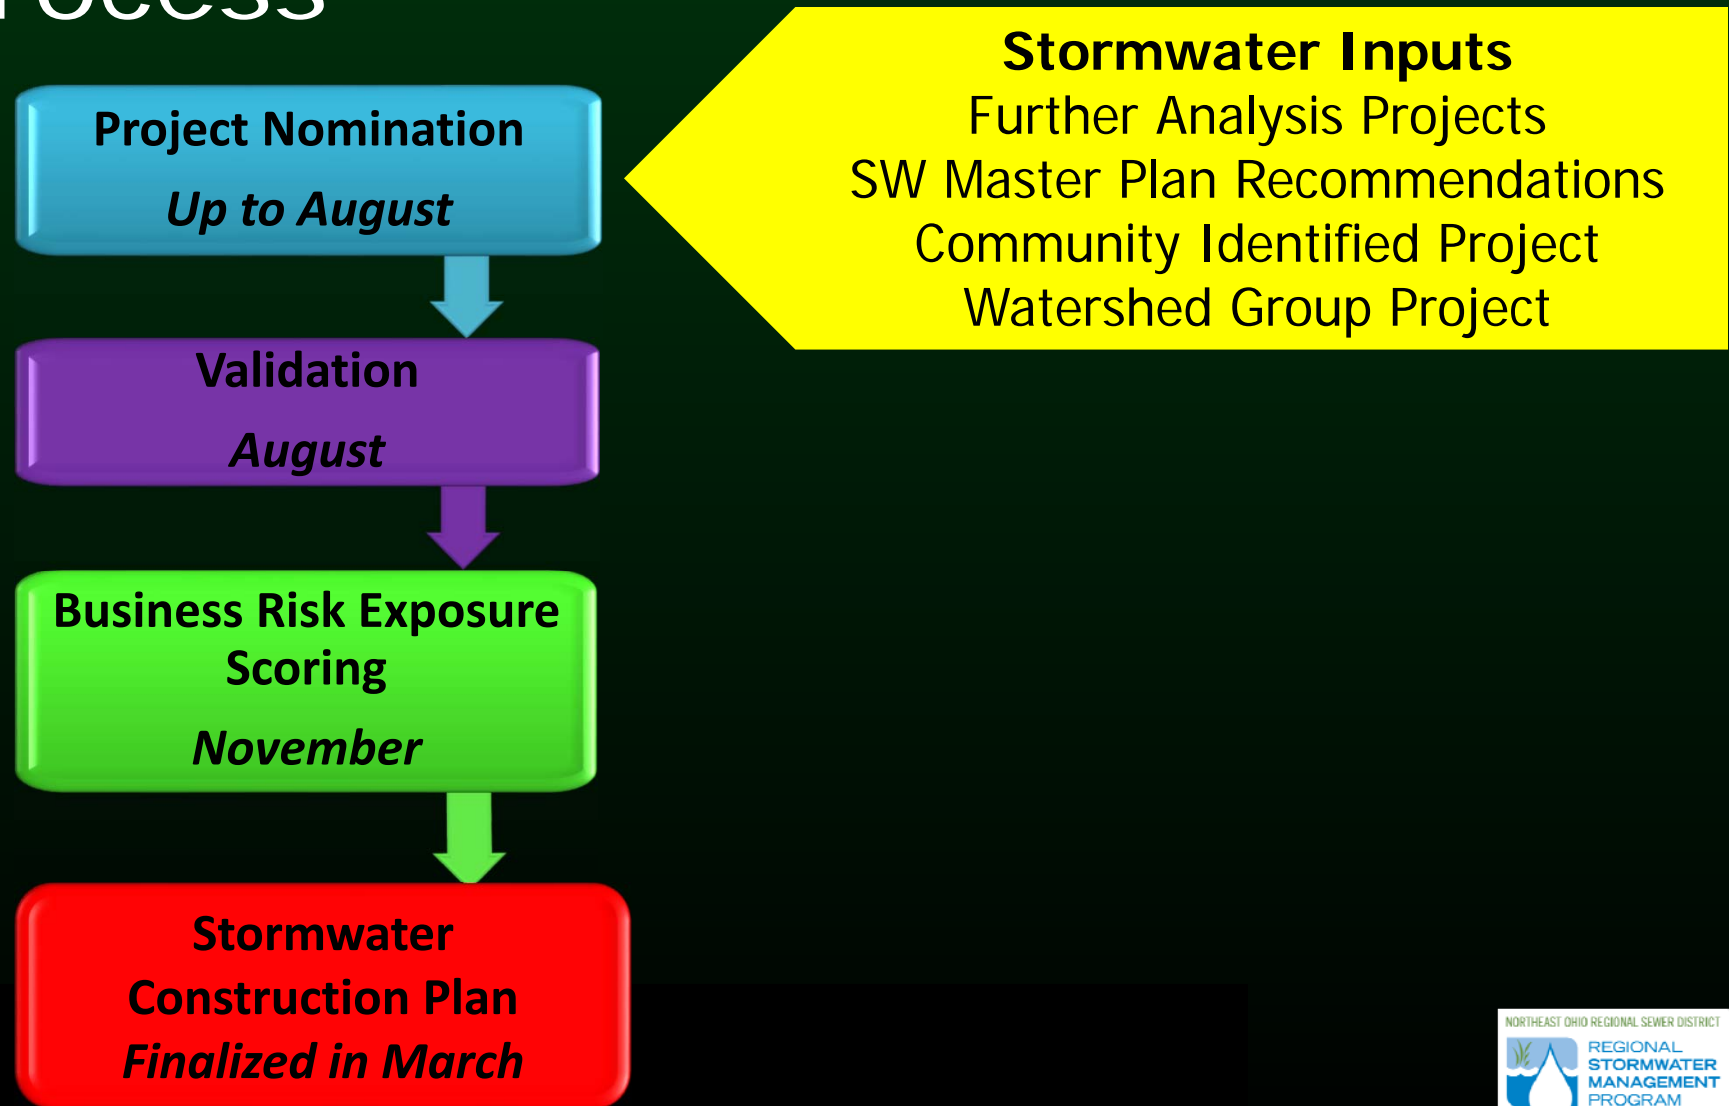 Process
Stormwater Inputs
Further Analysis Projects
SW Master Plan Recommendations
Community Identified Project
Watershed Group Project
Project Nomination
Up to August
Validation
August
Business Risk Exposure
Scoring
November
Stormwater
Construction Plan
Finalized in March
NORTHEAST OHIO REGIONAL SEWER DISTRICT
REGIONAL
STORMWATER
MANAGEMENT
PROGRAM